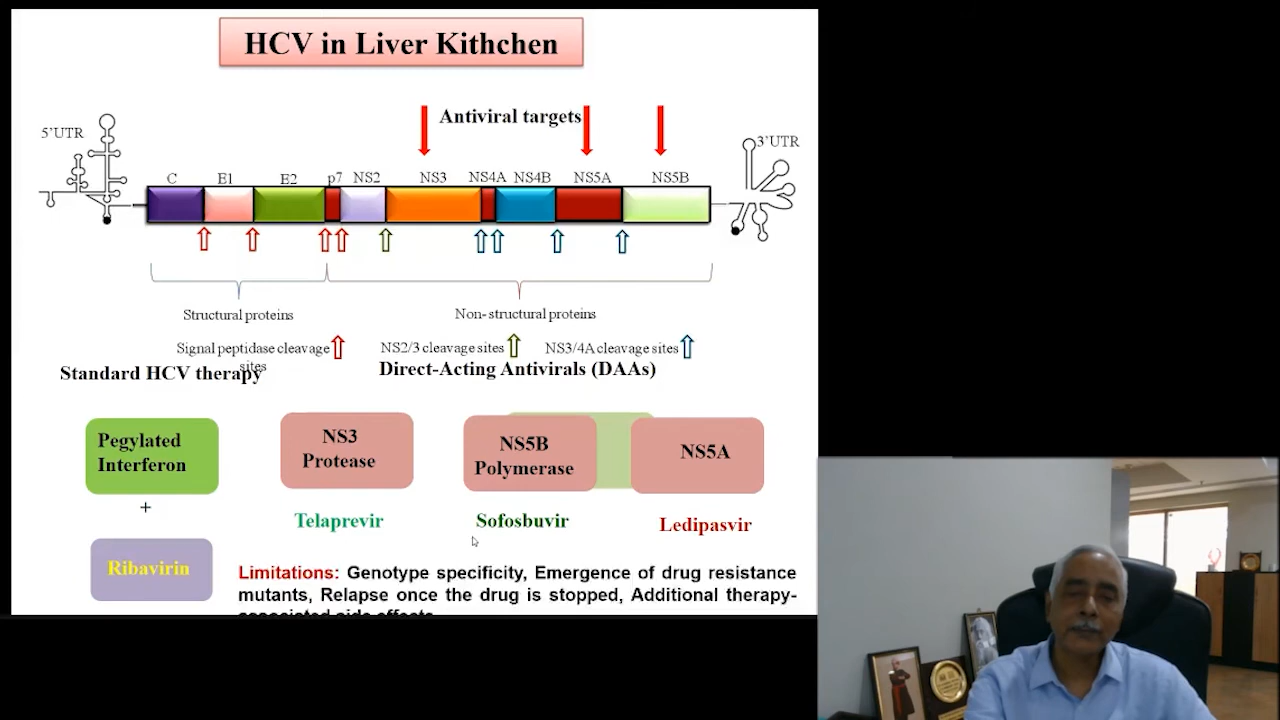 HCV in Liver Kithchen
Antiviral targets
5'UTR
3'UTR
C E1 E2 p7 NS2 NS3 NS4A NS4B NS5A NS5B
Structural proteins
Non-structural proteins
Signal peptidase cleavage
sites
NS2/3 cleavage sites
NS3/4A cleavage sites
Standard HCV therapy
Direct-Acting Antivirals (DAAs)
Pegylated
Interferon
+
Ribavirin
NS3
Protease
Telaprevir
NS5B
Polymerase
Sofosbuvir
NS5A
Ledipasvir
Limitations: Genotype specificity, Emergence of drug resistance
mutants, Relapse once the drug is stopped, Additional therapy-
associated side effects